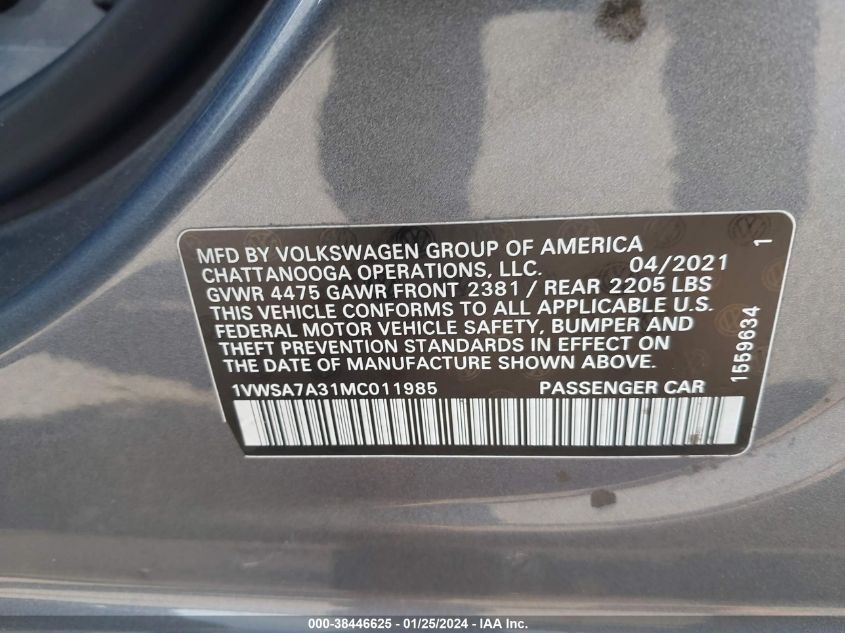 MFD BY VOLKSWAGEN GROUP OF AMERICA
CHATTANOOGA OPERATIONS, LLC. 04/2021
GVWR 4475 GAWR FRONT 2381 / REAR 2205 LBS
THIS VEHICLE CONFORMS TO ALL APPLICABLE U.S.
FEDERAL MOTOR VEHICLE SAFETY, BUMPER AND
THEFT PREVENTION STANDARDS IN EFFECT ON
THE DATE OF MANUFACTURE SHOWN ABOVE.
1VWSA7A31MC011985 PASSENGER CAR
1559634 1
000-38446625 - 01/25/2024 - IAA Inc.